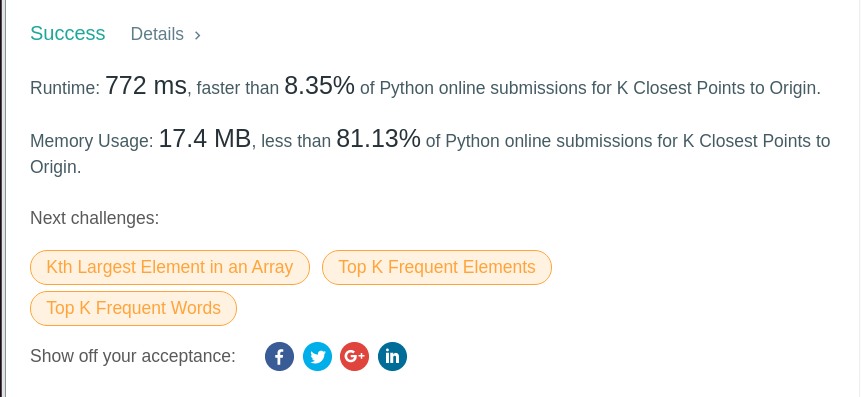 Success Details >
Runtime: 772 ms, faster than 8.35% of Python online submissions for K Closest Points to Origin.
Memory Usage: 17.4 MB, less than 81.13% of Python online submissions for K Closest Points to
Origin.
Next challenges:
Kth Largest Element in an Array Top K Frequent Elements
Top K Frequent Words
Show off your acceptance: f G+ in